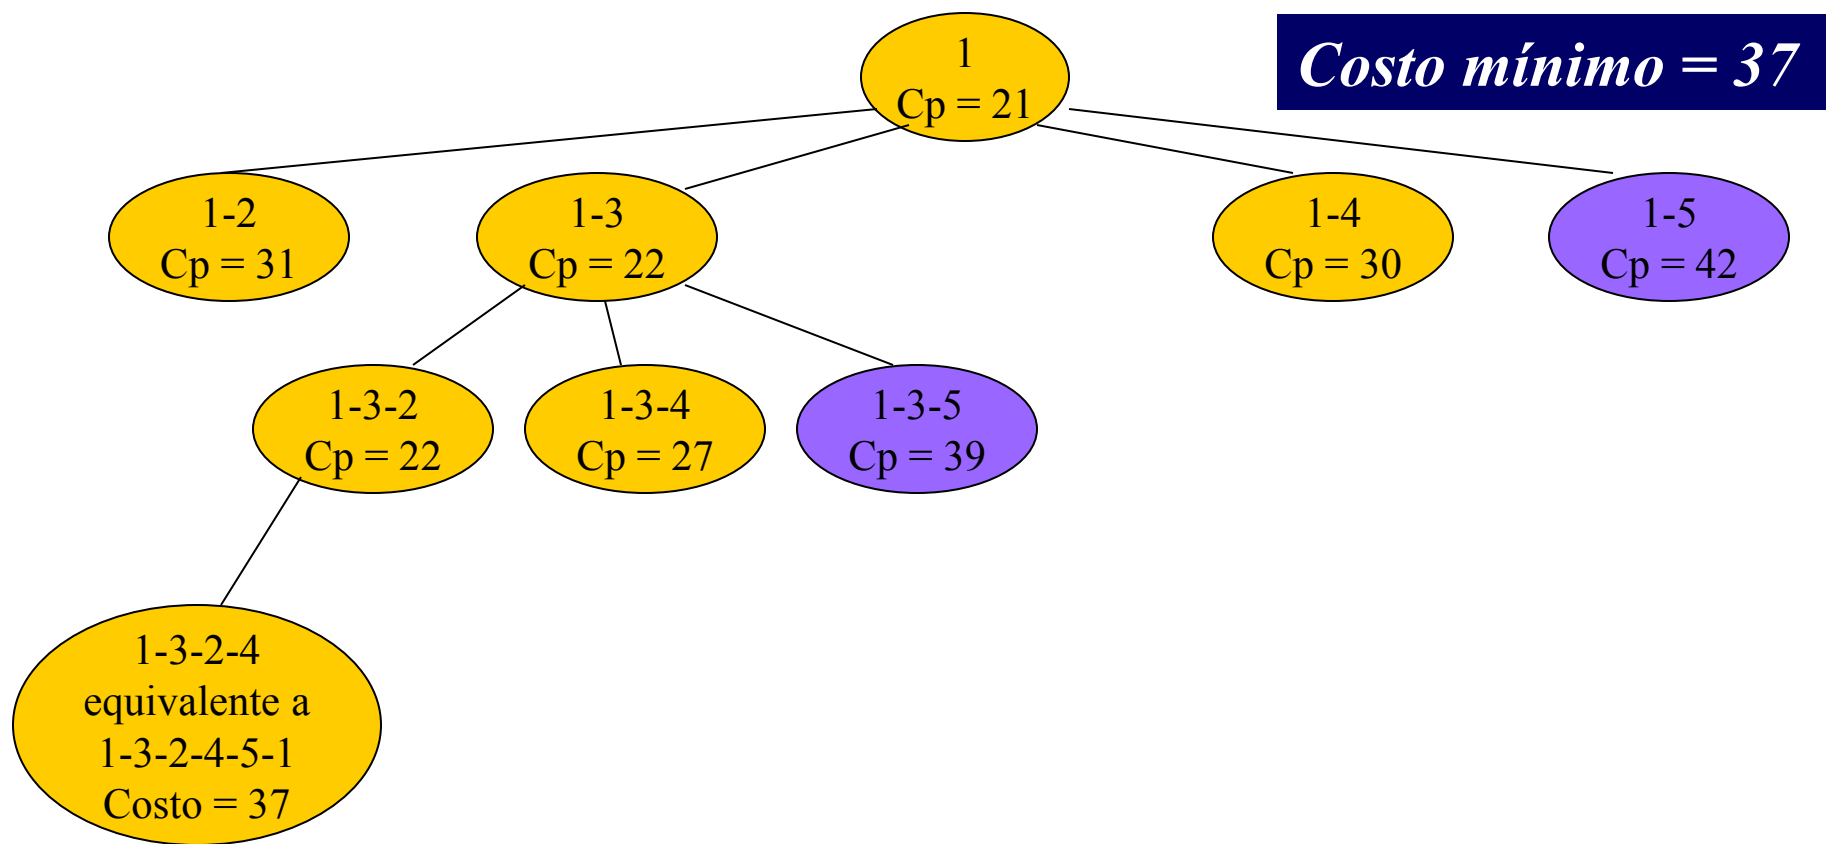 1
Cp = 21
Costo mínimo = 37
1-2
Cp = 31
1-3
Cp = 22
1-4
Cp = 30
1-5
Cp = 42
1-3-2
Cp = 22
1-3-4
Cp = 27
1-3-5
Cp = 39
1-3-2-4
equivalente a
1-3-2-4-5-1
Costo = 37